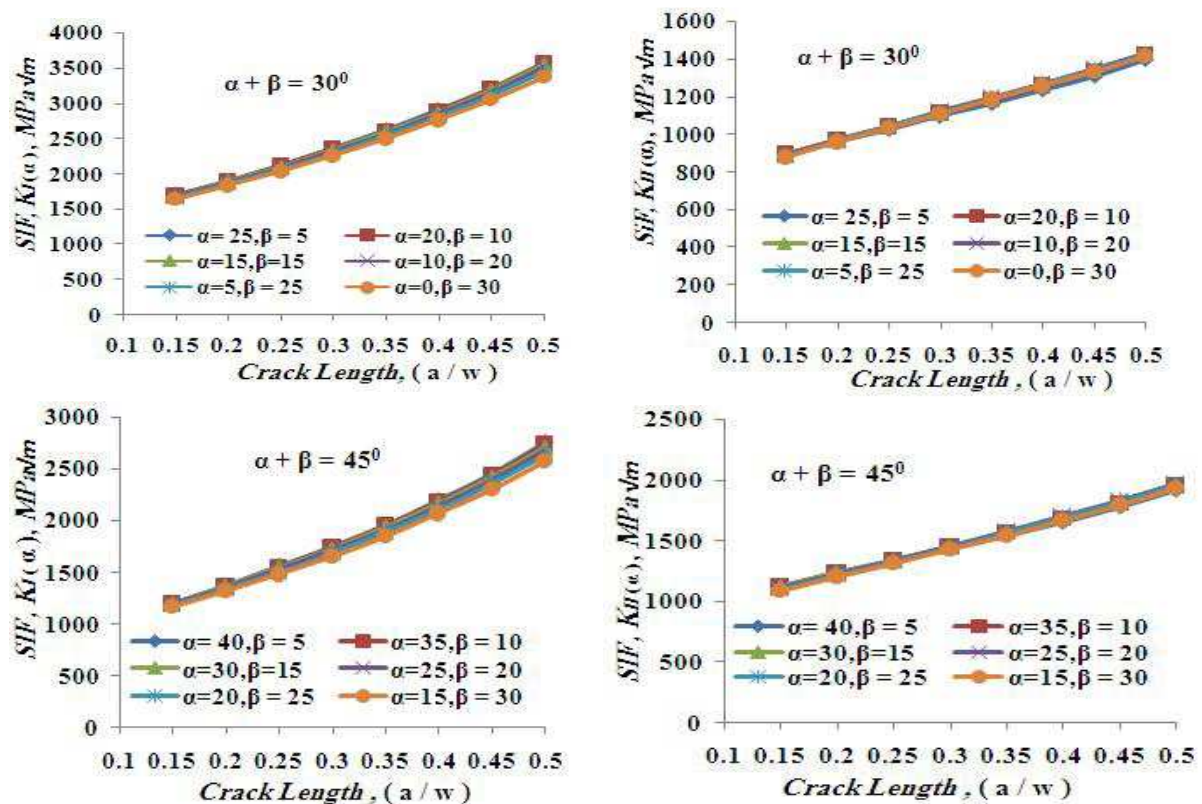 SIF, KI(α), MPa√m
4000
3500
3000
2500
2000
1500
1000
500
0
α + β = 30⁰
α= 25,β = 5
α=20,β = 10
α=15,β=15
α=10,β = 20
α=5,β = 25
α=0,β = 30
0.1 0.15 0.2 0.25 0.3 0.35 0.4 0.45 0.5
Crack Length, ( a / w )
SIF, KII(α), MPa√m
1600
1400
1200
1000
800
600
400
200
0
α + β = 30⁰
α= 25,β = 5
α=20,β = 10
α=15,β=15
α=10,β = 20
α=5,β = 25
α=0,β = 30
0.1 0.15 0.2 0.25 0.3 0.35 0.4 0.45 0.5
Crack Length , ( a / w )
SIF, KI(α), MPa√m
3000
2500
2000
1500
1000
500
0
α + β = 45⁰
α= 40,β = 5
α=35,β = 10
α=30,β=15
α=25,β = 20
α=20,β = 25
α=15,β = 30
0.1 0.15 0.2 0.25 0.3 0.35 0.4 0.45 0.5
Crack Length , ( a / w )
SIF, KII(α), MPa√m
2500
2000
1500
1000
500
0
α + β = 45⁰
α= 40,β = 5
α=35,β = 10
α=30,β=15
α=25,β = 20
α=20,β = 25
α=15,β = 30
0.1 0.15 0.2 0.25 0.3 0.35 0.4 0.45 0.5
Crack Length , ( a / w )